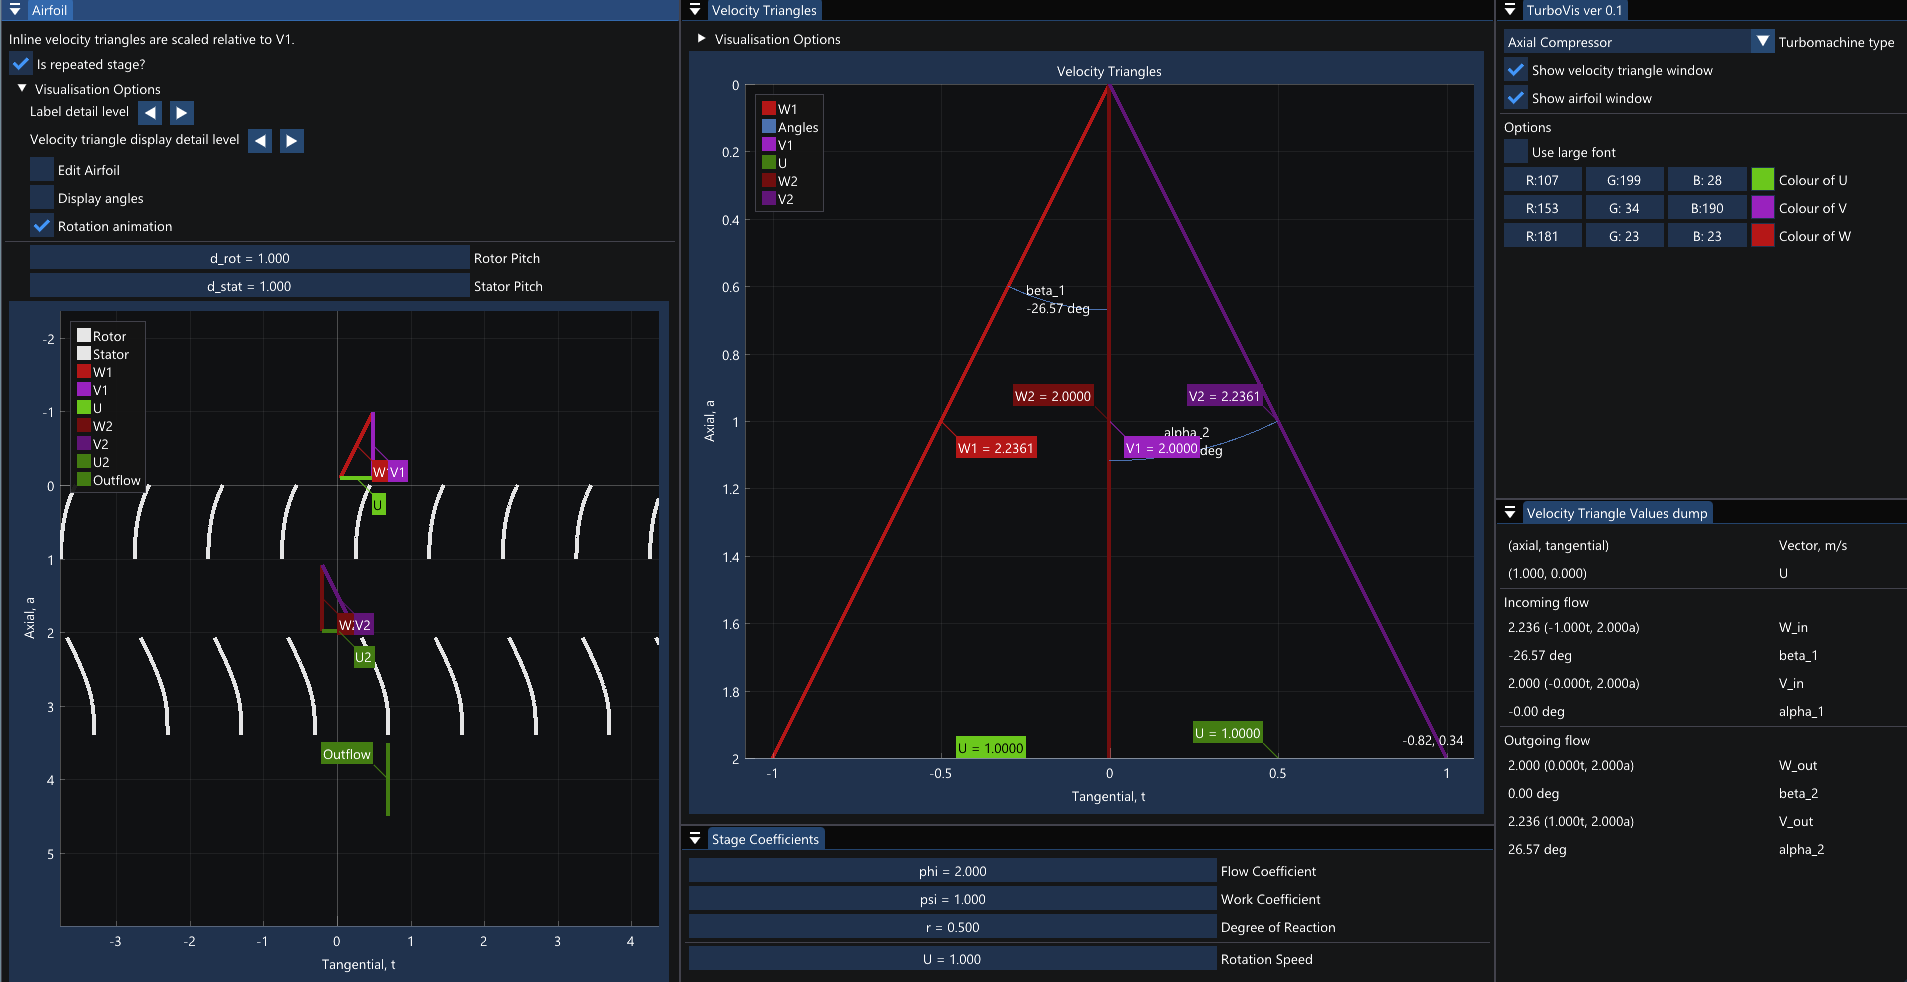 Airfoil
Inline velocity triangles are scaled relative to V1.
Is repeated stage?
Visualisation Options
Label detail level
Velocity triangle display detail level
Edit Airfoil
Display angles
Rotation animation
d_rot = 1.000 Rotor Pitch
d_stat = 1.000 Stator Pitch
Rotor
Stator
W1
V1
U
W2
V2
U2
Outflow
-2
-1
0
1
2
3
4
5
Axial, a
V1
U
V2
U2
Outflow
-3 -2 -1 0 1 2 3 4
Tangential, t
Velocity Triangles
Visualisation Options
Velocity Triangles
W1
Angles
V1
U
W2
V2
0
0.2
0.4
0.6
0.8
1
1.2
1.4
1.6
1.8
2
Axial, a
beta_1
-26.57 deg
W2 = 2.0000
V2 = 2.2361
alpha_2
W1 = 2.2361
V1 = 2.0000
deg
U = 1.0000
U = 1.0000
-0.82, 0.34
-1 -0.5 0 0.5 1
Tangential, t
Stage Coefficients
phi = 2.000 Flow Coefficient
psi = 1.000 Work Coefficient
r = 0.500 Degree of Reaction
U = 1.000 Rotation Speed
TurboVis ver 0.1
Axial Compressor Turbomachine type
Show velocity triangle window
Show airfoil window
Options
Use large font
R:107 G:199 B: 28 Colour of U
R:153 G: 34 B:190 Colour of V
R:181 G: 23 B: 23 Colour of W
Velocity Triangle Values dump
(axial, tangential) Vector, m/s
(1.000, 0.000) U
Incoming flow
2.236 (-1.000t, 2.000a) W_in
-26.57 deg beta_1
2.000 (-0.000t, 2.000a) V_in
-0.00 deg alpha_1
Outgoing flow
2.000 (0.000t, 2.000a) W_out
0.00 deg beta_2
2.236 (1.000t, 2.000a) V_out
26.57 deg alpha_2